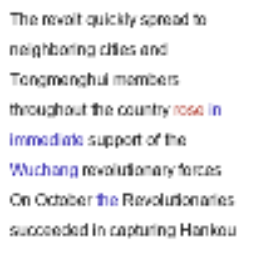 The revolt quickly spread to
neighboring cities and
Tongmenghui members
throughout the country rose in
immediate support of the
Wuchang revolutionary forces
On October the Revolutionaries
succeeded in capturing Hankou